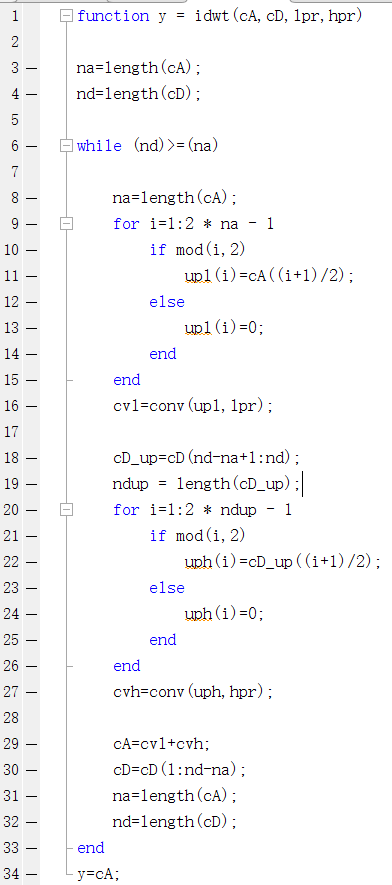 1 function y = idwt(cA,cD,lpr,hpr)
2
3 na=length(cA);
4 nd=length(cD);
5
6 while (nd)>=(na)
7
8 na=length(cA);
9 for i=1:2 * na - 1
10 if mod(i,2)
11 upl(i)=cA((i+1)/2);
12 else
13 upl(i)=0;
14 end
15 end
16 cvl=conv(upl,lpr);
17
18 cD_up=cD(nd-na+1:nd);
19 ndup = length(cD_up);
20 for i=1:2 * ndup - 1
21 if mod(i,2)
22 uph(i)=cD_up((i+1)/2);
23 else
24 uph(i)=0;
25 end
26 end
27 cvh=conv(uph,hpr);
28
29 cA=cvl+cvh;
30 cD=cD(1:nd-na);
31 na=length(cA);
32 nd=length(cD);
33 end
34 y=cA;